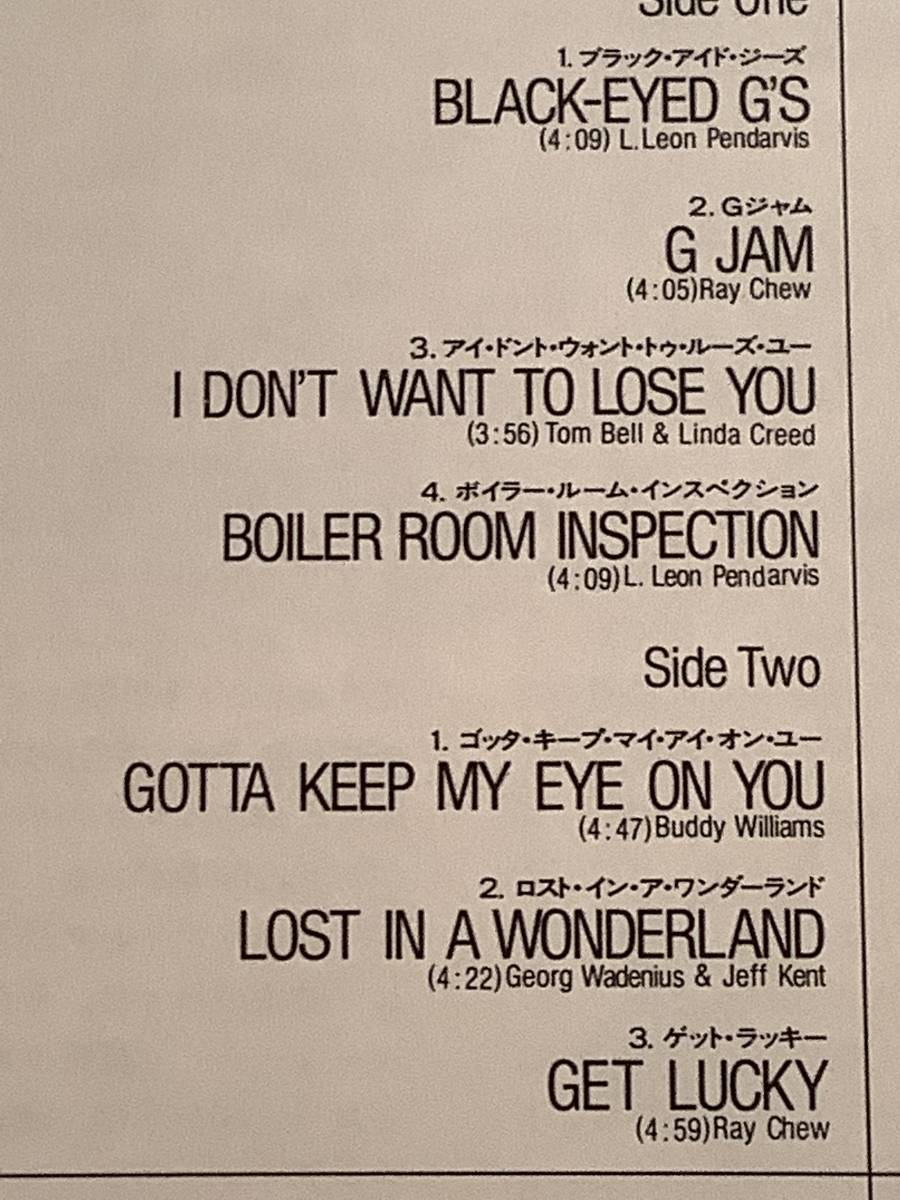 Side One
1. ブラック・アイド・ジーズ
BLACK-EYED G'S
(4:09) L.Leon Pendarvis
2. Gジャム
G JAM
(4:05)Ray Chew
3. アイ・ドント・ウォント・トゥ・ルーズ・ユー
I DON'T WANT TO LOSE YOU
(3:56) Tom Bell & Linda Creed
4. ボイラー・ルーム・インスペクション
BOILER ROOM INSPECTION
(4:09)L. Leon Pendarvis
Side Two
1. ゴッタ・キープ・マイ・アイ・オン・ユー
GOTTA KEEP MY EYE ON YOU
(4:47)Buddy Williams
2. ロスト・イン・ア・ワンダーランド
LOST IN A WONDERLAND
(4:22)Georg Wadenius & Jeff Kent
3. ゲット・ラッキー
GET LUCKY
(4:59)Ray Chew